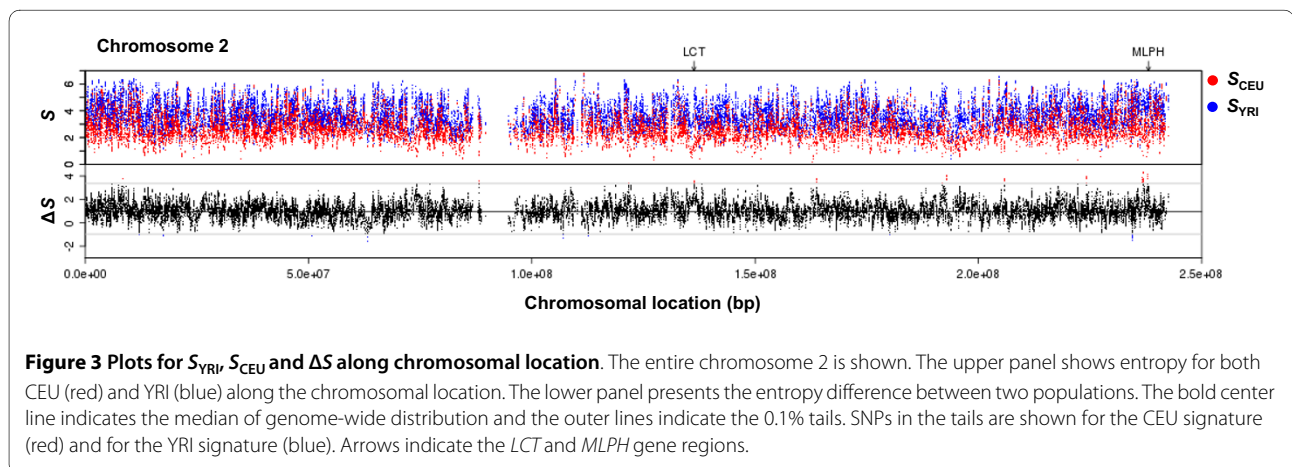 Chromosome 2
LCT
MLPH
S
6
4
2
0
S_CEU
S_YRI
ΔS
4
2
0
-2
0.0e+00
5.0e+07
1.0e+08
1.5e+08
2.0e+08
2.5e+08
Chromosomal location (bp)
Figure 3 Plots for S_YRI, S_CEU and ΔS along chromosomal location. The entire chromosome 2 is shown. The upper panel shows entropy for both
CEU (red) and YRI (blue) along the chromosomal location. The lower panel presents the entropy difference between two populations. The bold center
line indicates the median of genome-wide distribution and the outer lines indicate the 0.1% tails. SNPs in the tails are shown for the CEU signature
(red) and for the YRI signature (blue). Arrows indicate the LCT and MLPH gene regions.